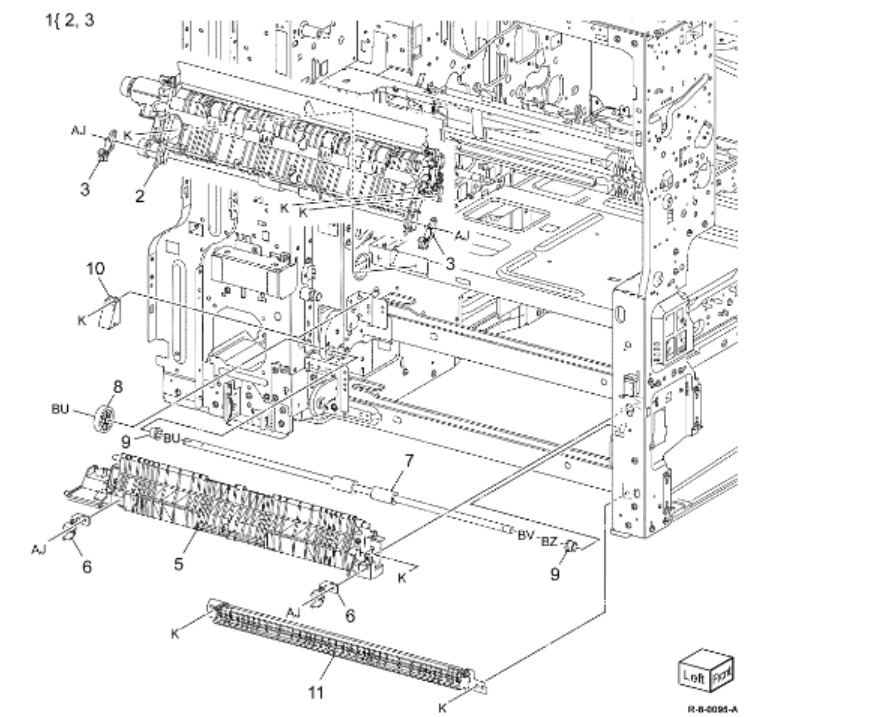 1{ 2, 3
AJ
K
3
2
K
K
AJ
3
10
K
8
BU
9
BU
7
BV
BZ
9
AJ
6
5
K
AJ
6
K
11
K
Left
Front
R-8-0095-A